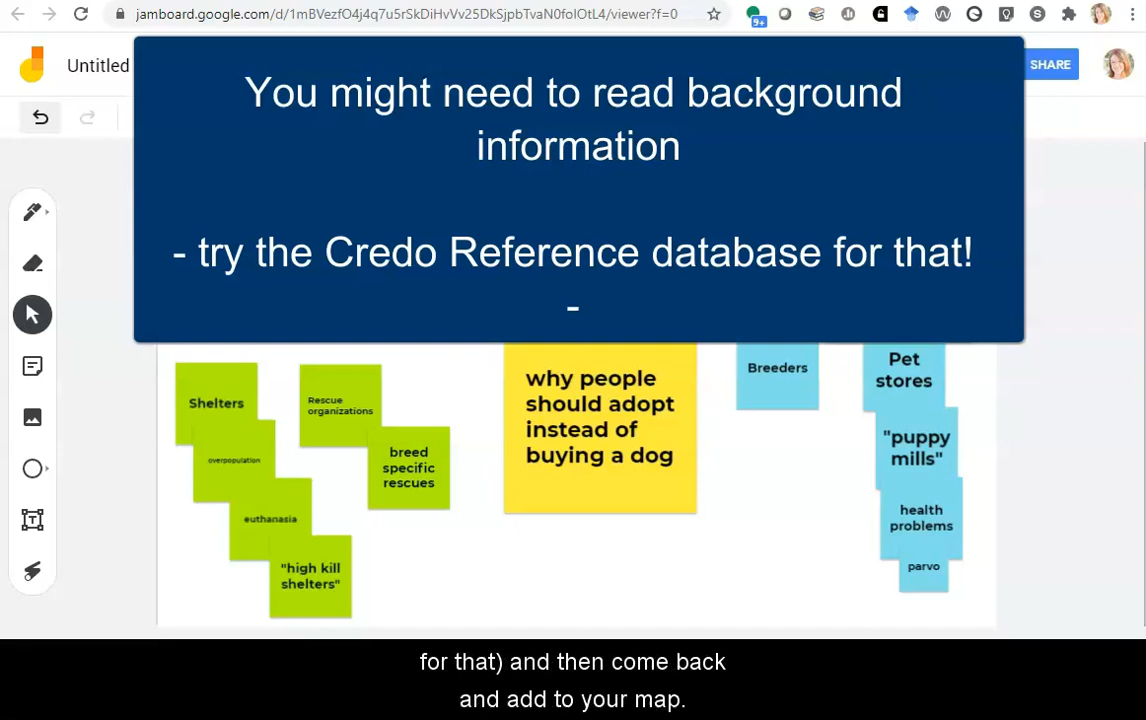 jamboard.google.com/d/1mBVezfO4j4q7u5rSkDiHvVv25DkSjpbTvaN0foIOtL4/viewer?f=0
9+
Untitled
SHARE
You might need to read background
information
- try the Credo Reference database for that!
-
Shelters
overpopulation
euthanasia
"high kill
shelters"
Rescue
organizations
breed
specific
rescues
why people
should adopt
instead of
buying a dog
Breeders
Pet
stores
"puppy
mills"
health
problems
parvo
for that) and then come back
and add to your map.